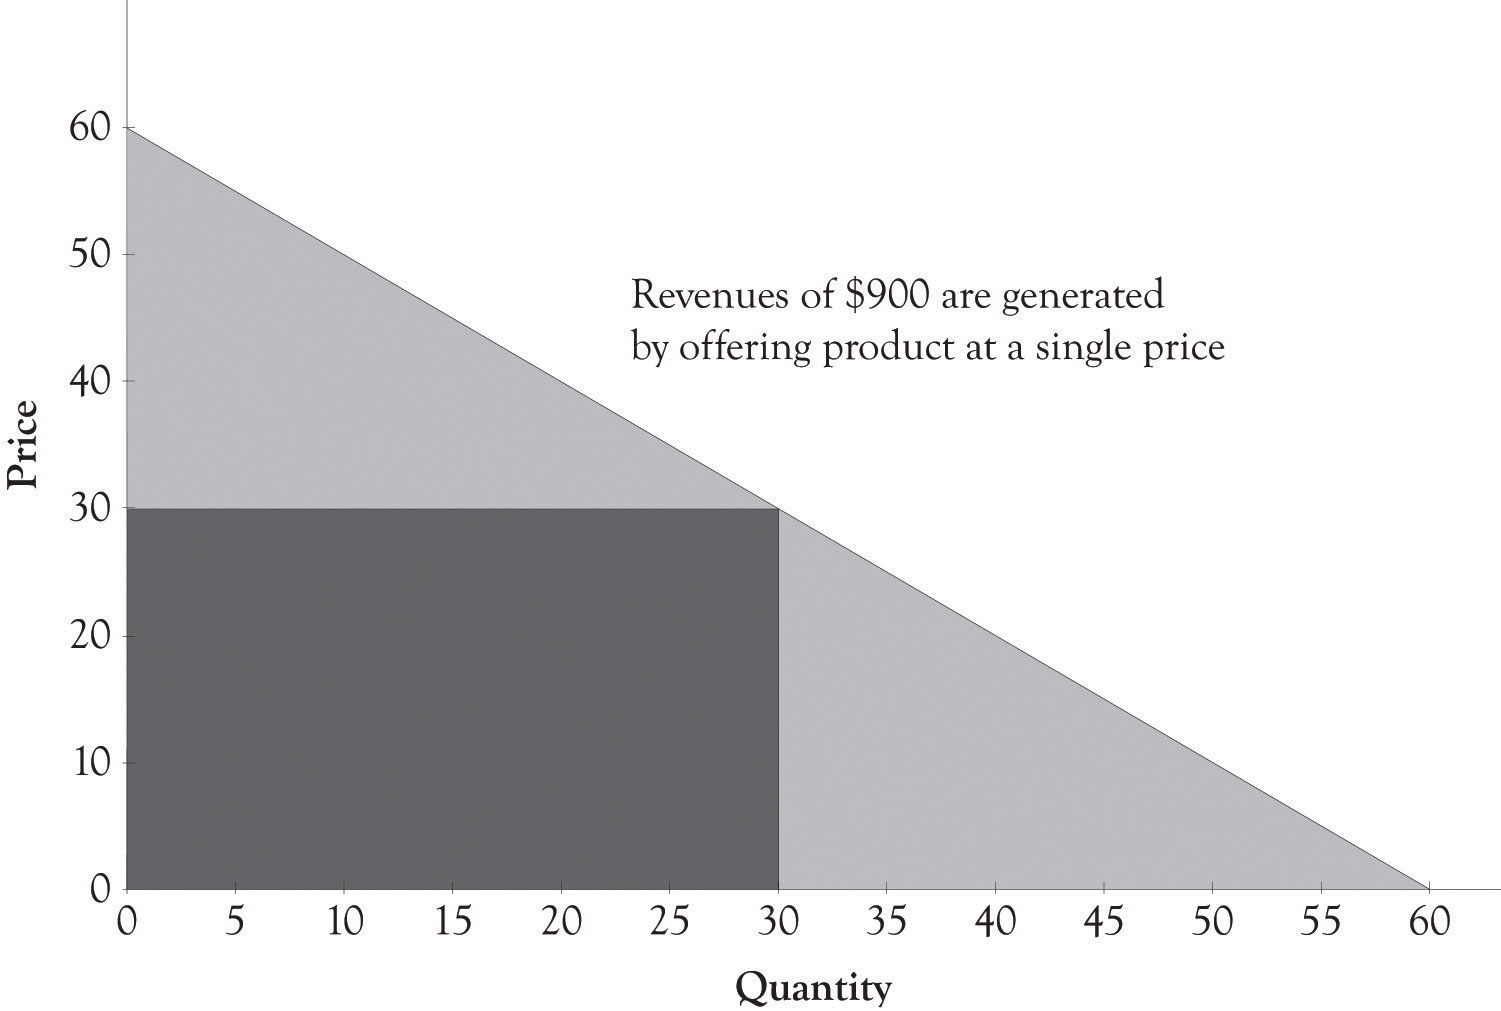 60
50
40
30
20
10
0
Price
Revenues of $900 are generated
by offering product at a single price
0 5 10 15 20 25 30 35 40 45 50 55 60
Quantity